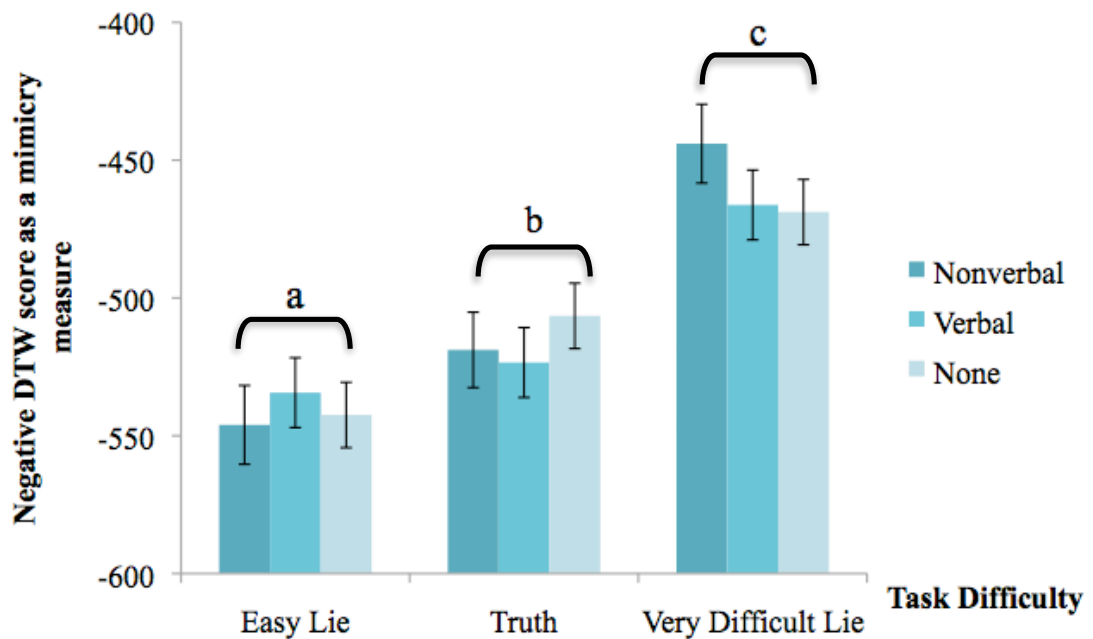 Negative DTW score as a mimicry
measure
-400
-450
-500
-550
-600
a
b
c
Easy Lie
Truth
Very Difficult Lie
Task Difficulty
Nonverbal
Verbal
None